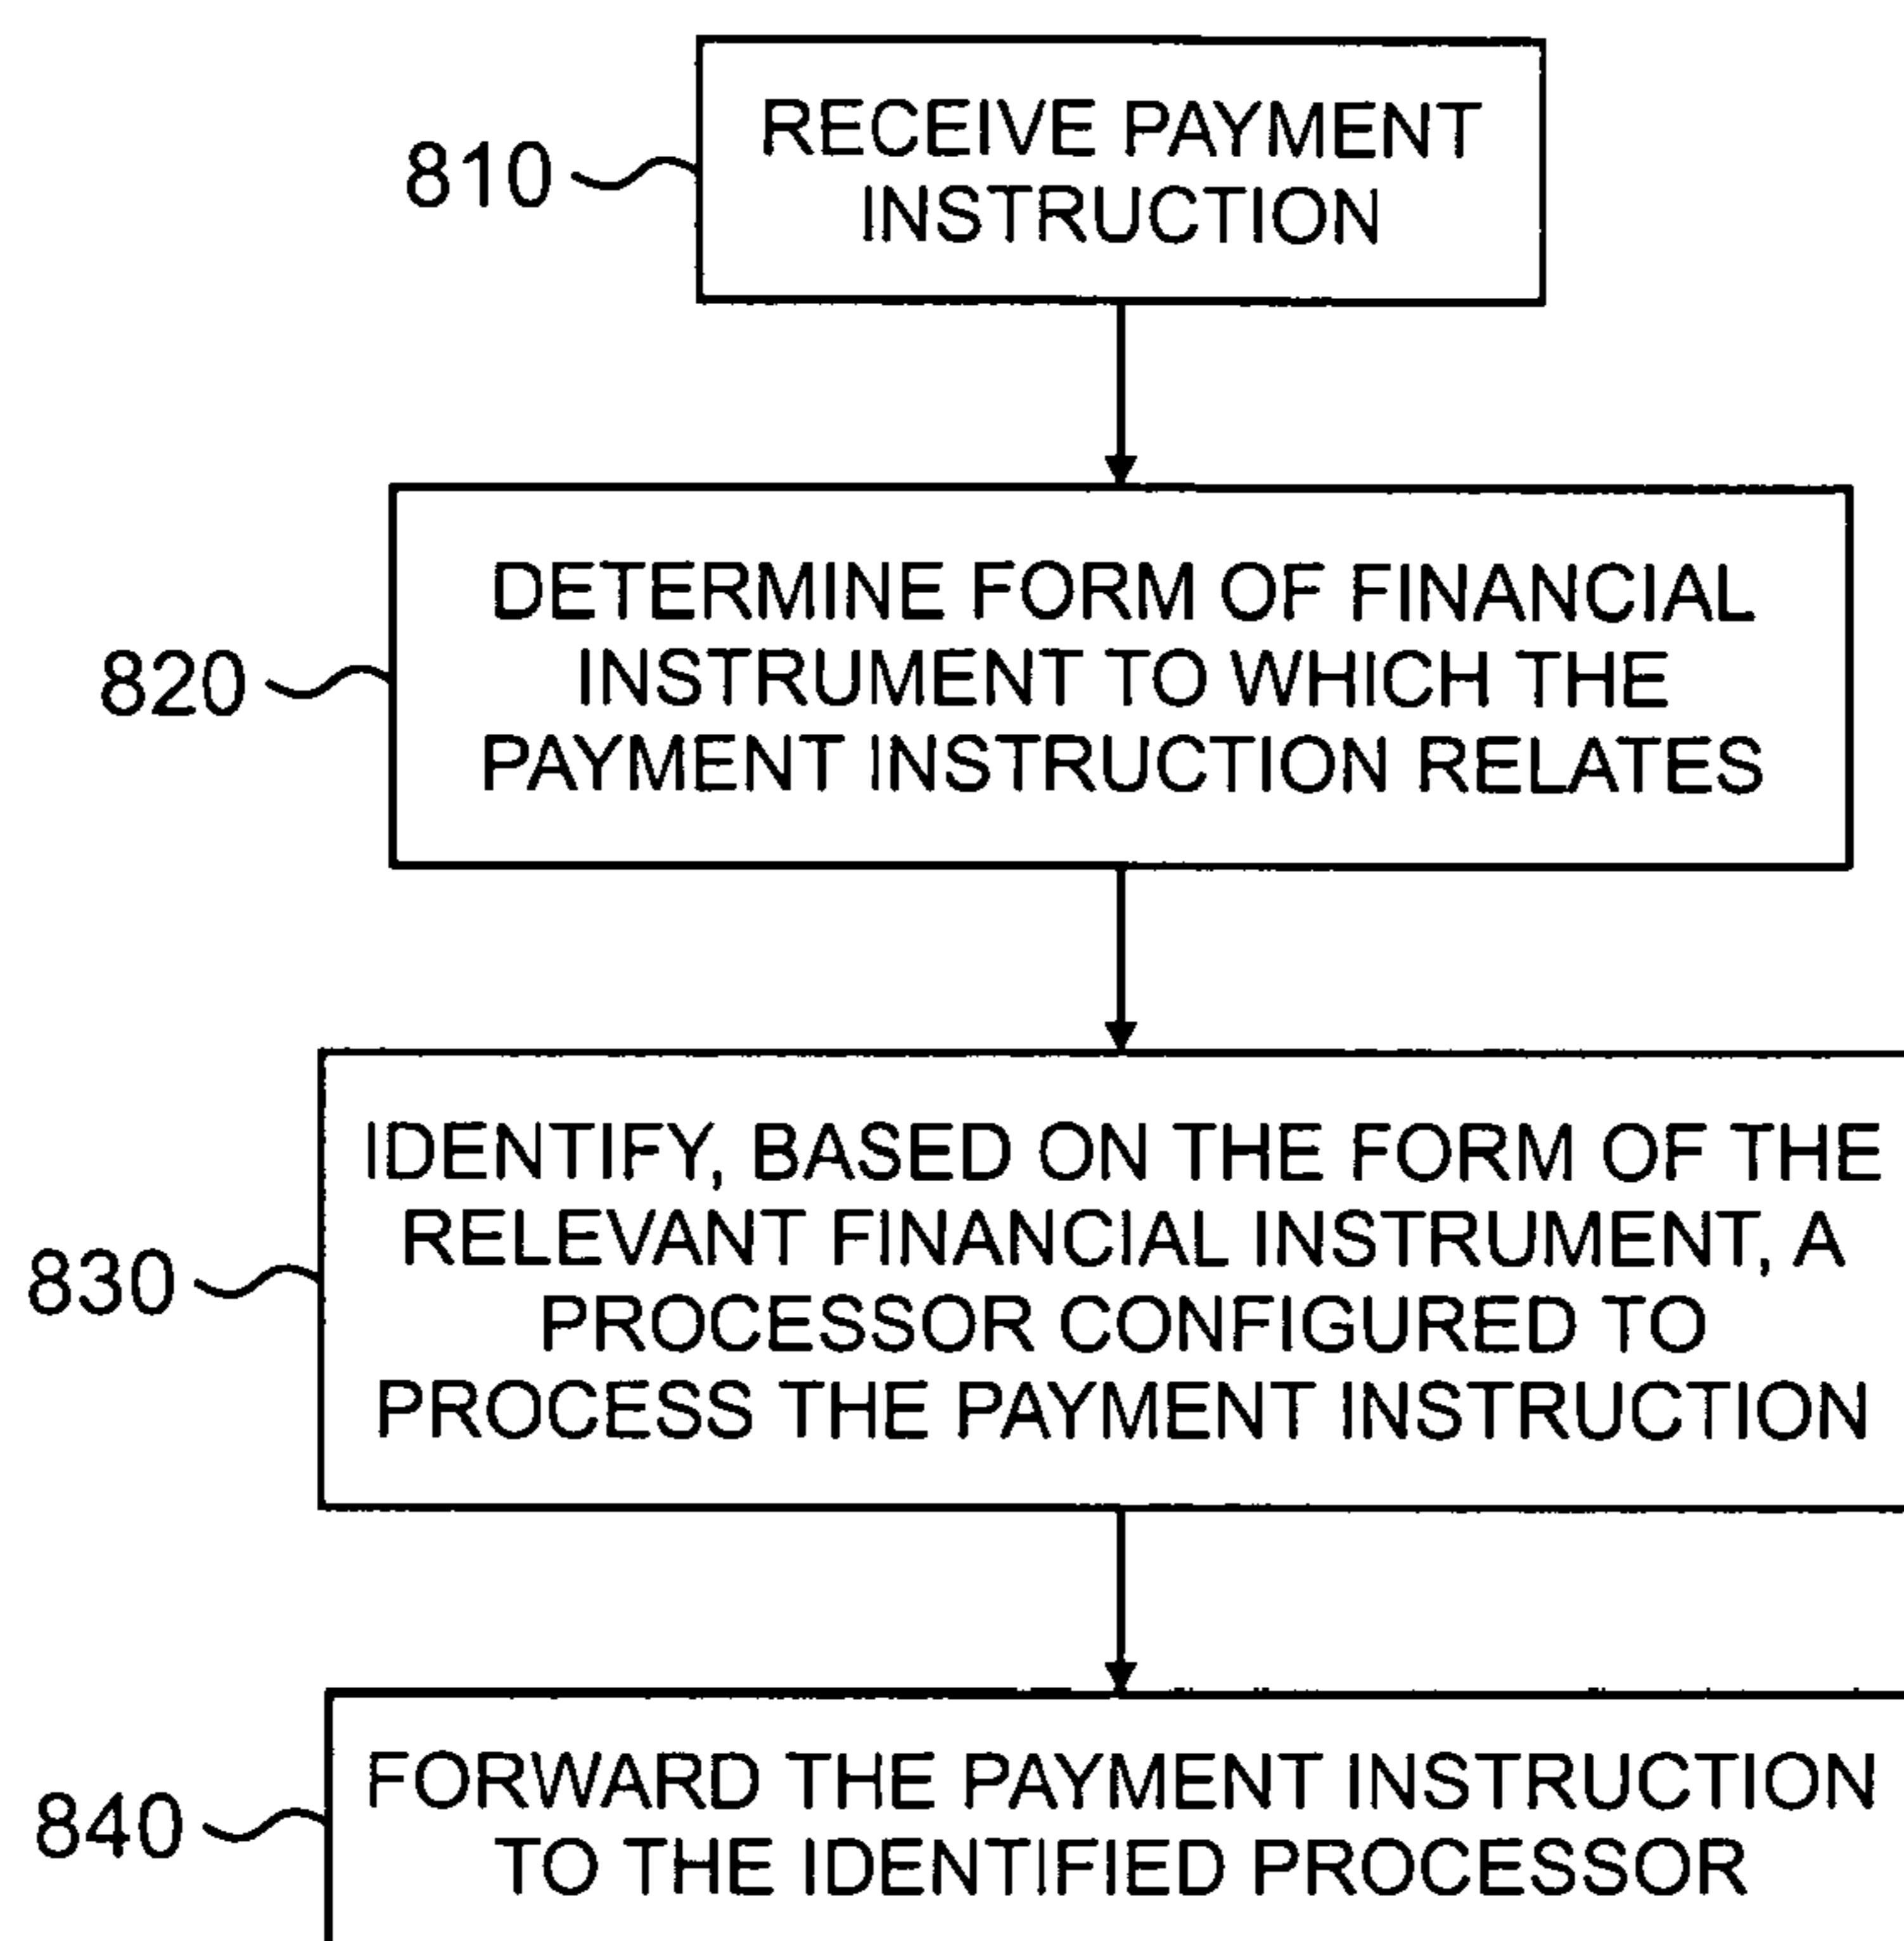 810
RECEIVE PAYMENT
INSTRUCTION
820
DETERMINE FORM OF FINANCIAL
INSTRUMENT TO WHICH THE
PAYMENT INSTRUCTION RELATES
830
IDENTIFY, BASED ON THE FORM OF THE
RELEVANT FINANCIAL INSTRUMENT, A
PROCESSOR CONFIGURED TO
PROCESS THE PAYMENT INSTRUCTION
840
FORWARD THE PAYMENT INSTRUCTION
TO THE IDENTIFIED PROCESSOR